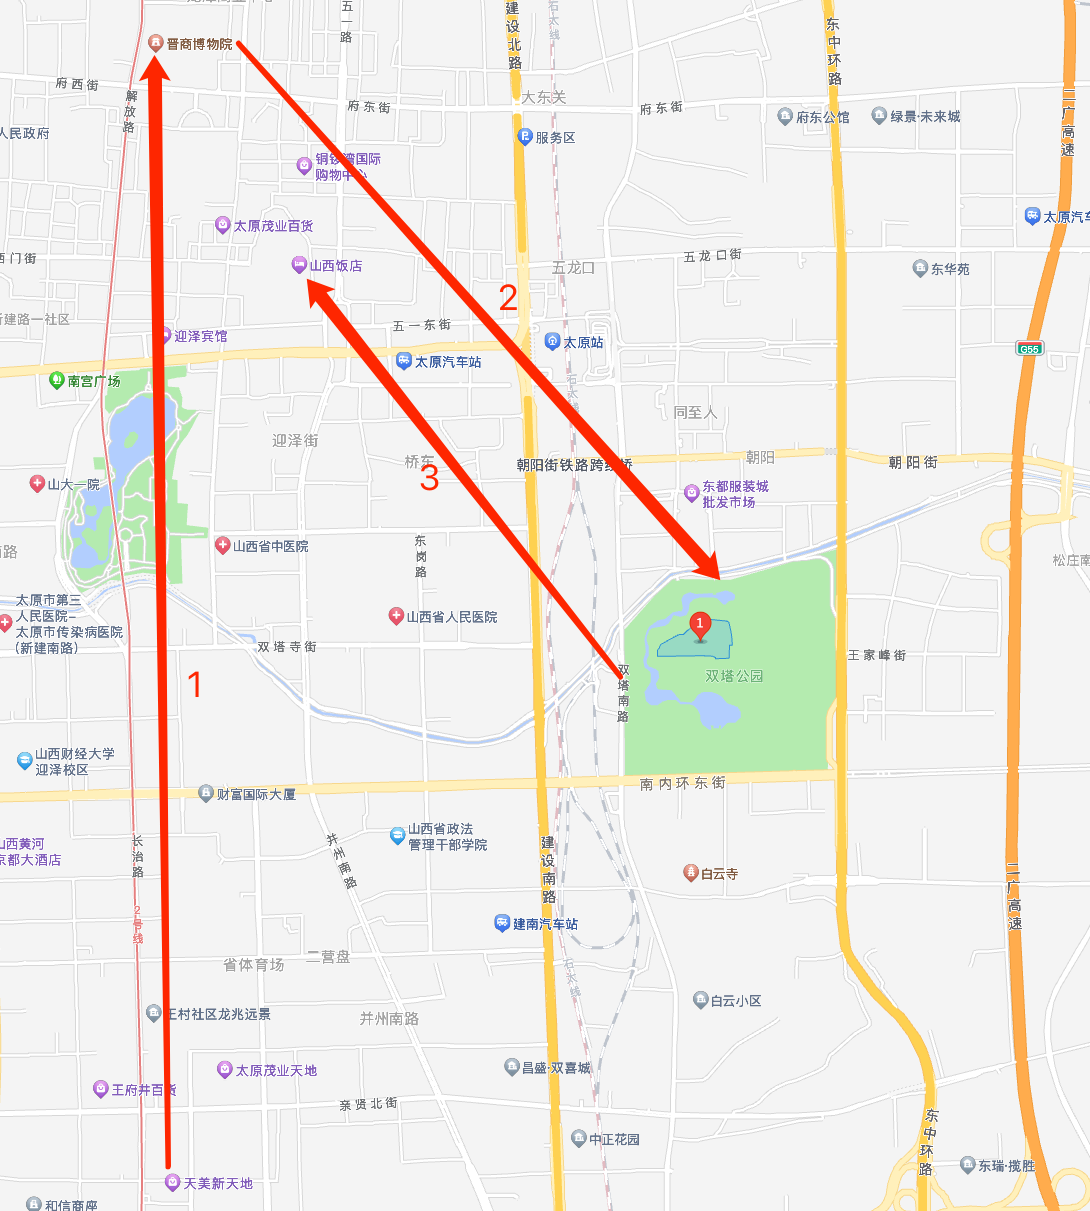 五一路
建设北路
石太线
东中环路
晋商博物院
府西街
解放路
府东街
大东关
府东街
二广高速
人民政府
服务区
府东公馆
绿景·未来城
铜锣湾国际
购物中心
太原茂业百货
太原汽车
西门街
山西饭店
五龙口
五龙口街
东华苑
2
新建路一社区
迎泽宾馆
五一东街
太原站
G55
太原汽车站
南宫广场
石太线
迎泽街
同至人
桥东
3
朝阳街铁路跨线桥
朝阳
朝阳街
山大一院
东都服装城
批发市场
南路
山西省中医院
东岗路
松庄南
太原市第三
人民医院-
太原市传染病医院
(新建南路)
山西省人民医院
1
双塔寺街
双塔南路
双塔公园
王家峰街
1
山西财经大学
迎泽校区
财富国际大厦
南内环东街
山西黄河
京都大酒店
长治路
并州南路
山西省政法
管理干部学院
建设南路
白云寺
二广高速
2号线
建南汽车站
省体育场
二营盘
石太线
王村社区龙兆远景
并州南路
白云小区
太原茂业天地
昌盛·双喜城
王府井百货
亲贤北街
东中环路
中正花园
东瑞·揽胜
天美新天地
和信商座